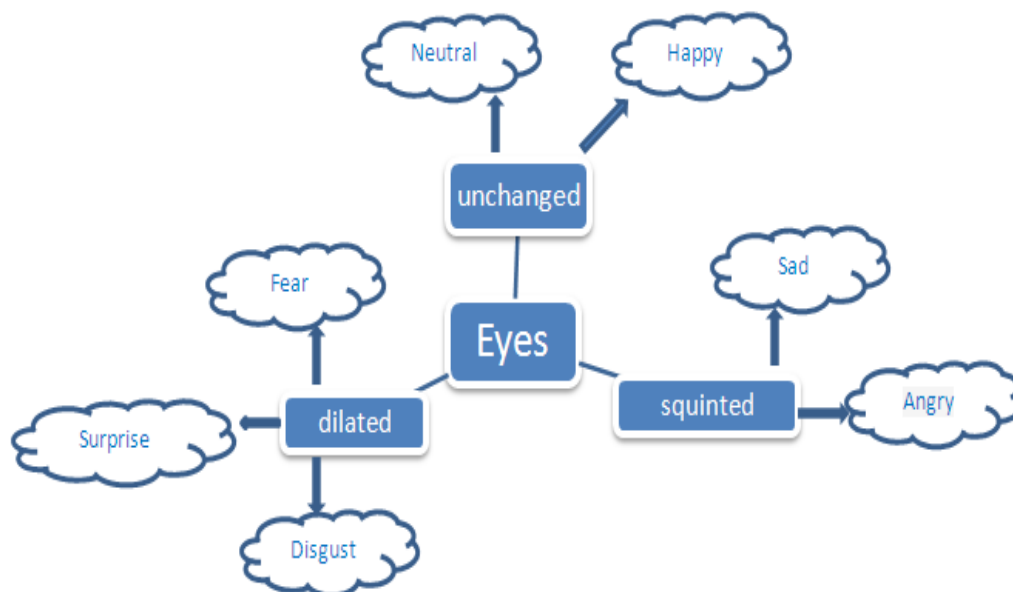 Neutral
Happy
unchanged
Fear
Sad
Eyes
dilated
squinted
Angry
Surprise
Disgust